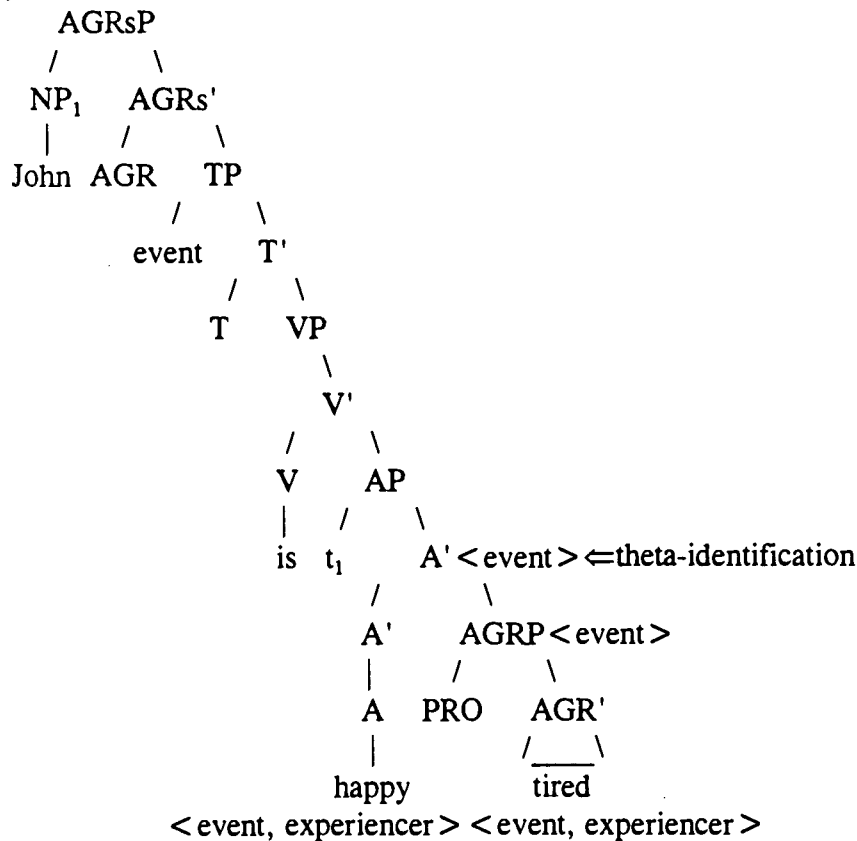 AGRsP
NP₁ AGRs'
John AGR TP
event T'
T VP
V'
V AP
is t₁ A' <event> ⇐theta-identification
A' AGRP<event>
A PRO AGR'
happy tired
<event, experiencer> <event, experiencer>